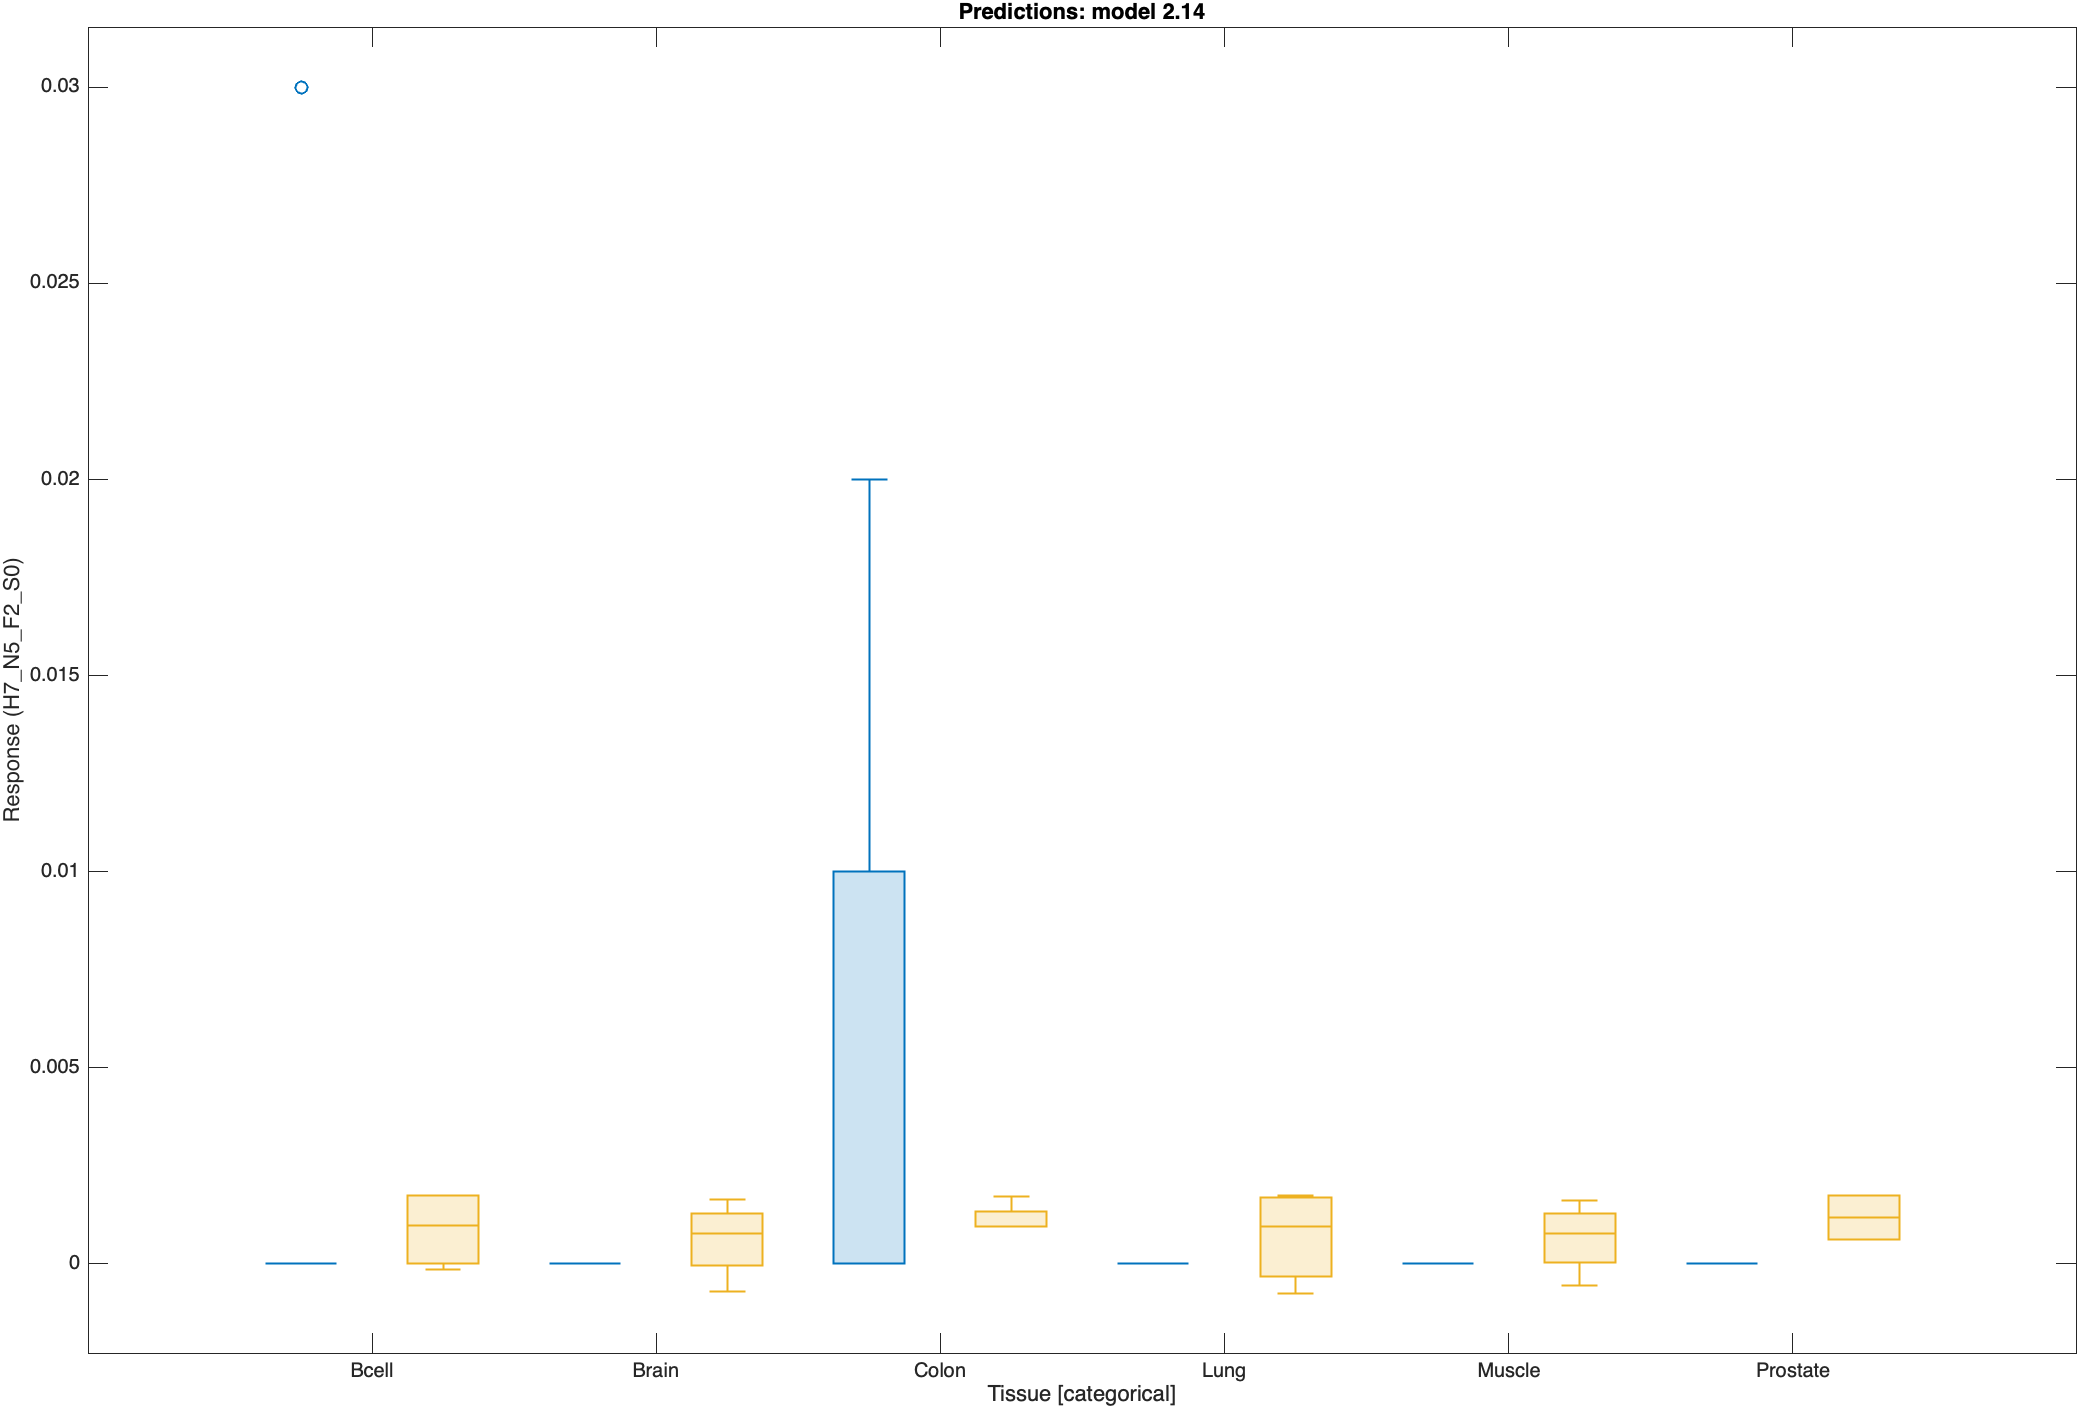 Predictions: model 2.14
0.03
0.025
0.02
0.015
0.01
0.005
0
Response (H7_N5_F2_S0)
Bcell Brain Colon Lung Muscle Prostate
Tissue [categorical]